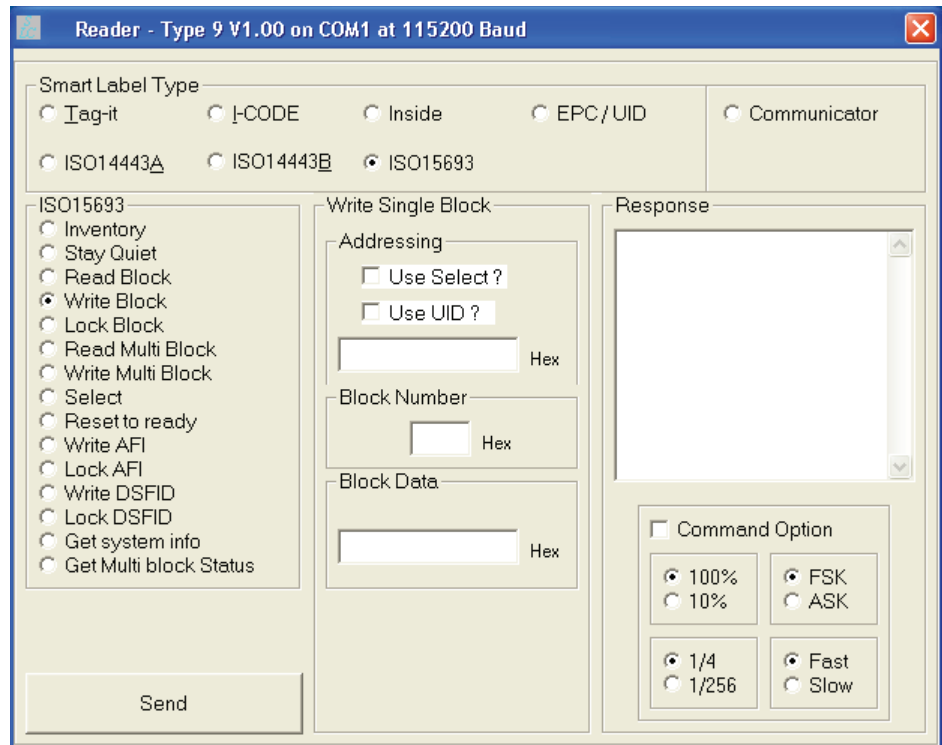 Reader - Type 9 V1.00 on COM1 at 115200 Baud
Smart Label Type
Tag-it
I-CODE
Inside
EPC / UID
Communicator
ISO14443A
ISO14443B
ISO15693
ISO15693
Inventory
Stay Quiet
Read Block
Write Block
Lock Block
Read Multi Block
Write Multi Block
Select
Reset to ready
Write AFI
Lock AFI
Write DSFID
Lock DSFID
Get system info
Get Multi block Status
Send
Write Single Block
Addressing
Use Select ?
Use UID ?
Hex
Block Number
Hex
Block Data
Hex
Response
Command Option
100%
10%
FSK
ASK
1/4
1/256
Fast
Slow